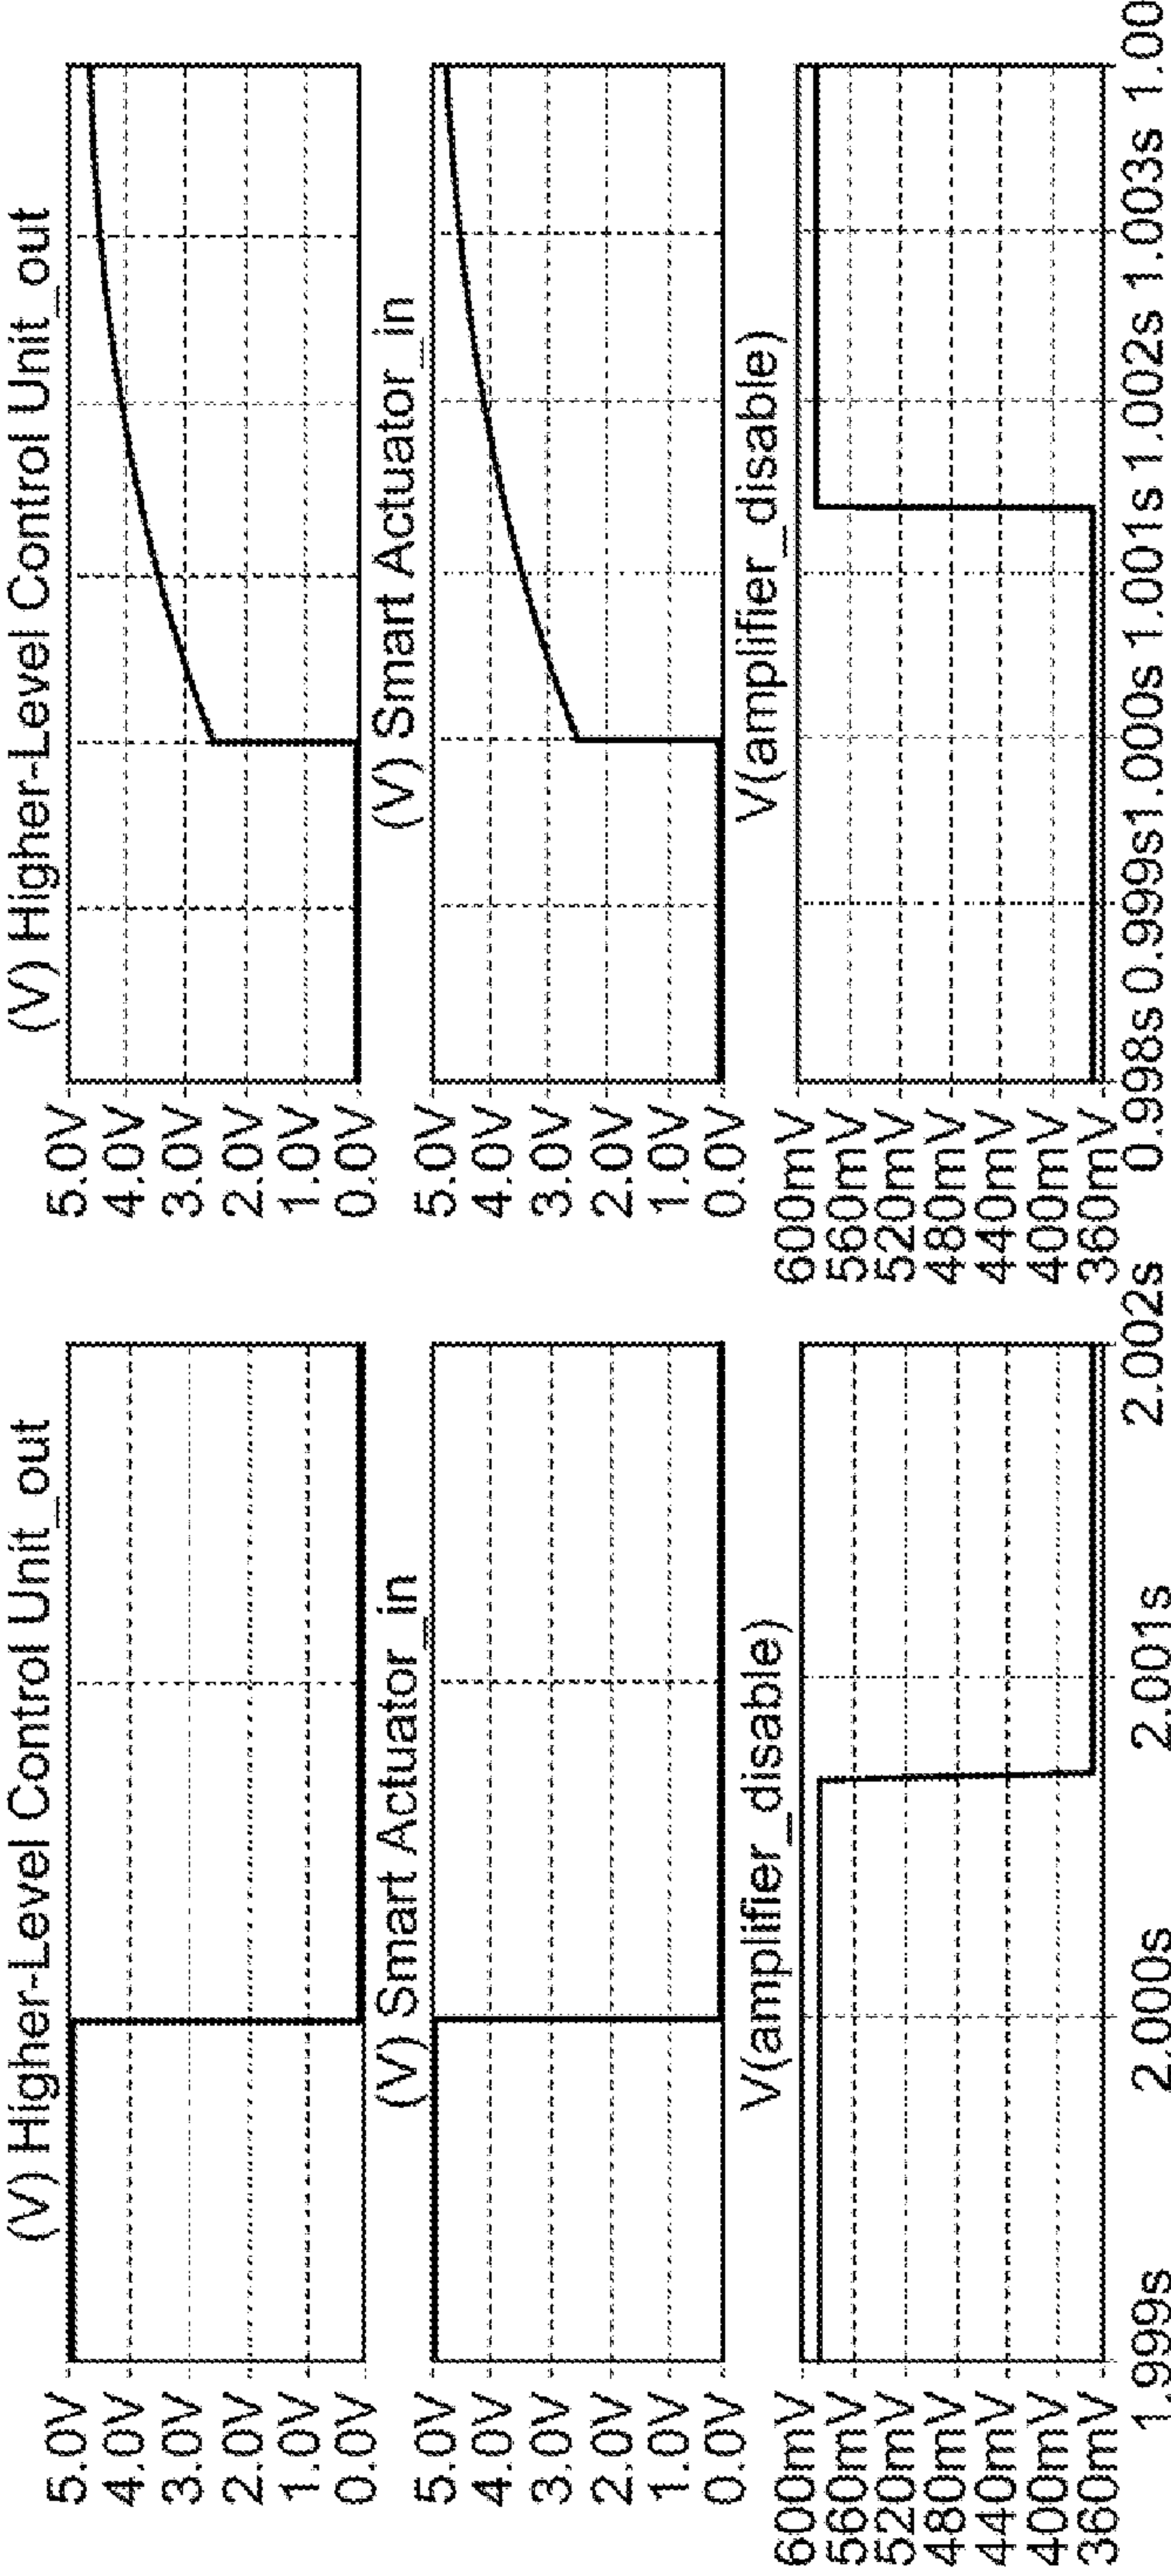 (V) Higher-Level Control Unit_out
5.0V
4.0V
3.0V
2.0V
1.0V
0.0V
(V) Smart Actuator_in
5.0V
4.0V
3.0V
2.0V
1.0V
0.0V
V(amplifier_disable)
600mV
560mV
520mV
480mV
440mV
400mV
360mV
1.999s 2.000s 2.001s 2.002s
(V) Higher-Level Control Unit_out
5.0V
4.0V
3.0V
2.0V
1.0V
0.0V
(V) Smart Actuator_in
5.0V
4.0V
3.0V
2.0V
1.0V
0.0V
V(amplifier_disable)
600mV
560mV
520mV
480mV
440mV
400mV
360mV
0.998s 0.999s 1.000s 1.001s 1.002s 1.003s 1.00